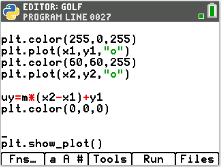 EDITOR: GOLF
PROGRAM LINE 0027
plt.color(255,0,255)
plt.plot(x1,y1,"o")
plt.color(60,60,255)
plt.plot(x2,y2,"o")
uy=m*(x2-x1)+y1
plt.color(0,0,0)
_
plt.show_plot()
Fns… a A # Tools Run Files